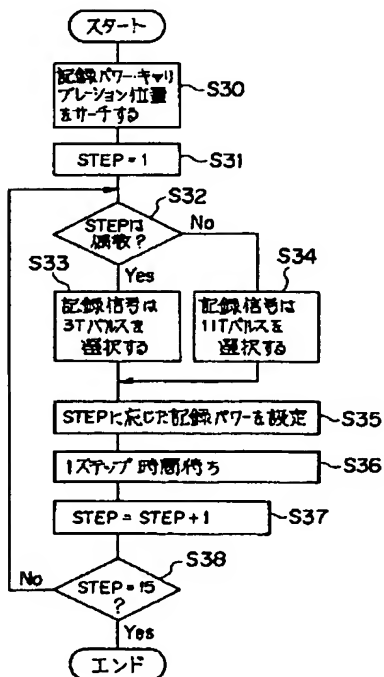 スタート
記録パワー・キャリ
ブレーション位置
をサーチする
S30
STEP=1
S31
S32
STEPは
偶数?
No
Yes
S33
記録信号は
3Tパルスを
選択する
S34
記録信号は
11Tパルスを
選択する
STEPに応じた記録パワーを設定
S35
1ステップ時間待ち
S36
STEP=STEP+1
S37
S38
STEP=15
?
No
Yes
エンド